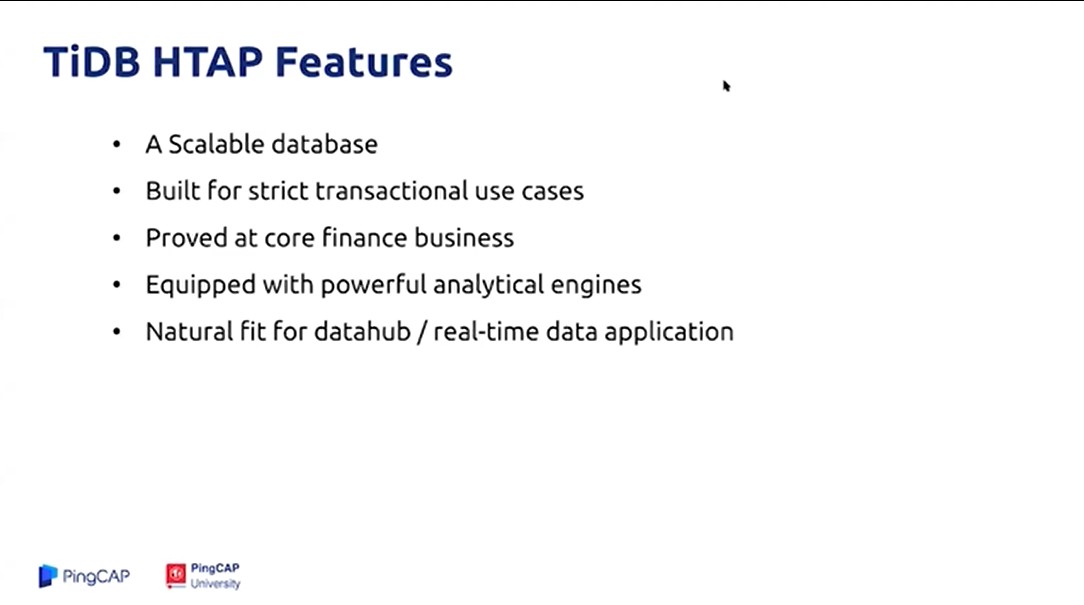 TiDB HTAP Features
• A Scalable database
• Built for strict transactional use cases
• Proved at core finance business
• Equipped with powerful analytical engines
• Natural fit for datahub / real-time data application
PingCAP
PingCAP
University